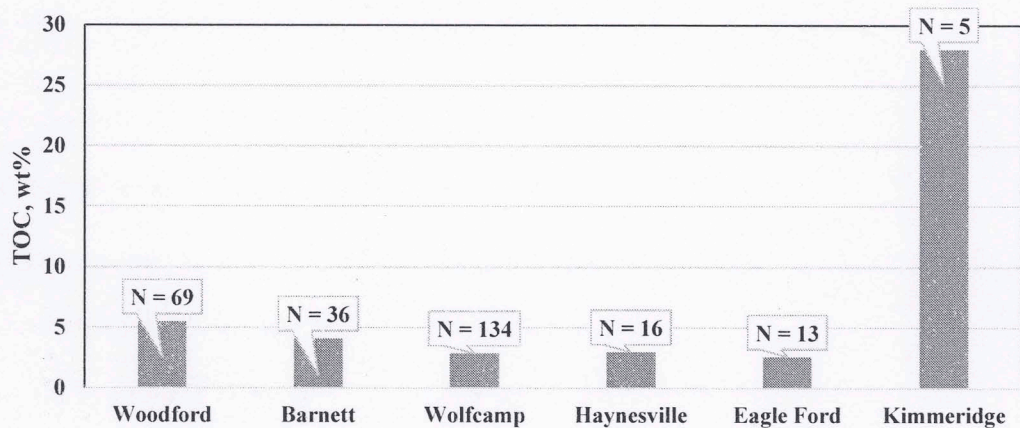 30
25
20
15
10
5
0
TOC, wt%
N = 69
N = 36
N = 134
N = 16
N = 13
N = 5
Woodford Barnett Wolfcamp Haynesville Eagle Ford Kimmeridge